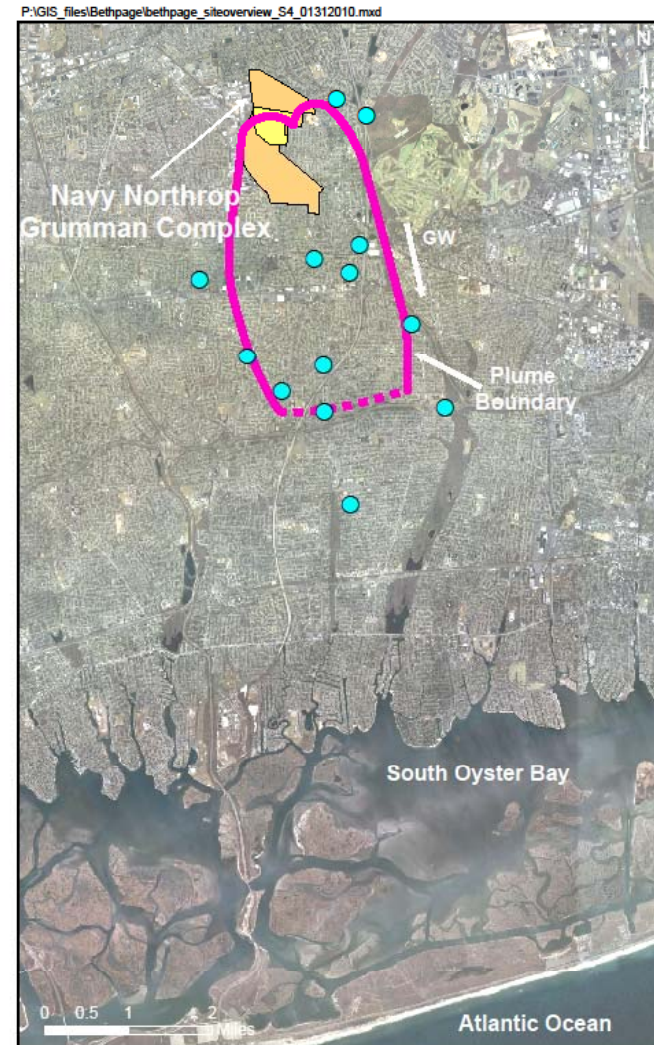 P:\GIS_files\Bethpage\bethpage_siteoverview_S4_01312010.mxd
N
Navy Northrop
Grumman Complex
GW
Plume
Boundary
South Oyster Bay
0 0.5 1 2
Miles
Atlantic Ocean